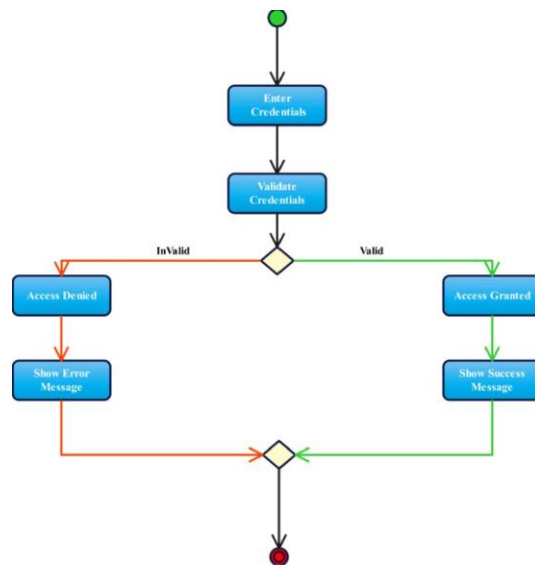 Enter
Credentials
Validate
Credentials
InValid
Valid
Access Denied
Access Granted
Show Error
Message
Show Success
Message